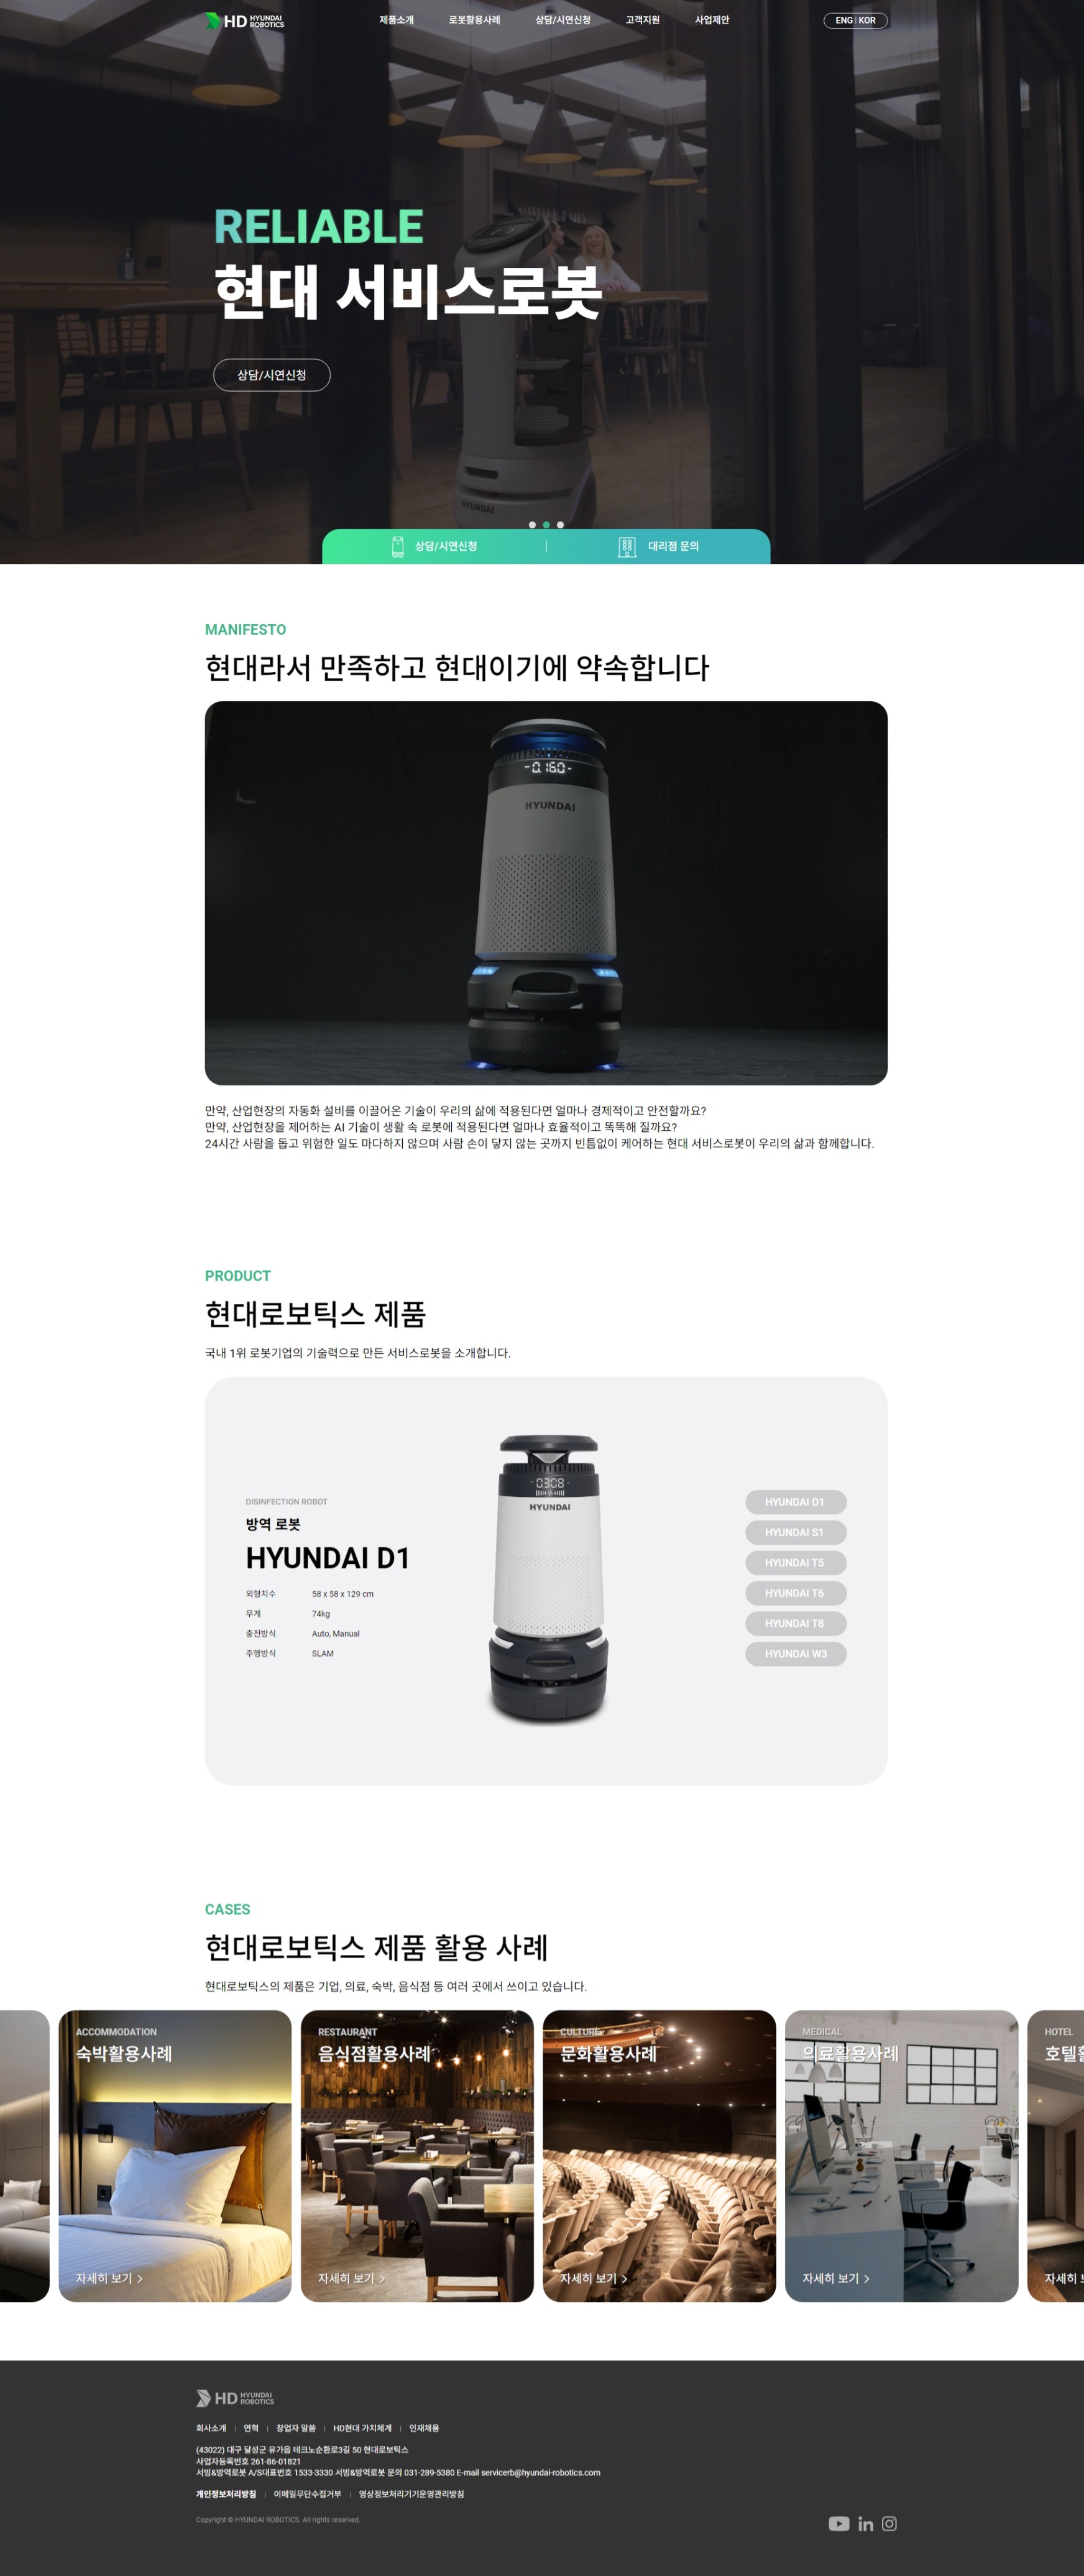 HD HYUNDAI ROBOTICS
제품소개 로봇활용사례 상담/시연신청 고객지원 사업제안
ENG | KOR
RELIABLE
현대 서비스로봇
상담/시연신청
HYUNDAI
상담/시연신청 | 대리점 문의
MANIFESTO
현대라서 만족하고 현대이기에 약속합니다
-0.16.0-
HYUNDAI
만약, 산업현장의 자동화 설비를 이끌어온 기술이 우리의 삶에 적용된다면 얼마나 경제적이고 안전할까요?
만약, 산업현장을 제어하는 AI 기술이 생활 속 로봇에 적용된다면 얼마나 효율적이고 똑똑해 질까요?
24시간 사람을 돕고 위험한 일도 마다하지 않으며 사람 손이 닿지 않는 곳까지 빈틈없이 케어하는 현대 서비스로봇이 우리의 삶과 함께합니다.
PRODUCT
현대로보틱스 제품
국내 1위 로봇기업의 기술력으로 만든 서비스로봇을 소개합니다.
DISINFECTION ROBOT
방역 로봇
HYUNDAI D1
외형치수 58 x 58 x 129 cm
무게 74kg
충전방식 Auto, Manual
주행방식 SLAM
HYUNDAI
HYUNDAI D1
HYUNDAI S1
HYUNDAI T5
HYUNDAI T6
HYUNDAI T8
HYUNDAI W3
CASES
현대로보틱스 제품 활용 사례
현대로보틱스의 제품은 기업, 의료, 숙박, 음식점 등 여러 곳에서 쓰이고 있습니다.
ACCOMMODATION
숙박활용사례
자세히 보기 >
RESTAURANT
음식점활용사례
자세히 보기 >
CULTURE
문화활용사례
자세히 보기 >
MEDICAL
의료활용사례
자세히 보기 >
HOTEL
호텔
자세히
HD HYUNDAI ROBOTICS
회사소개 | 연혁 | 창업자 말씀 | HD현대 가치체계 | 인재채용
(43022) 대구 달성군 유가읍 테크노순환로3길 50 현대로보틱스
사업자등록번호 261-86-01821
서빙&방역로봇 A/S대표번호 1533-3330 서빙&방역로봇 문의 031-289-5380 E-mail servicerb@hyundai-robotics.com
개인정보처리방침 | 이메일무단수집거부 | 영상정보처리기기운영관리방침
Copyright © HYUNDAI ROBOTICS. All rights reserved.